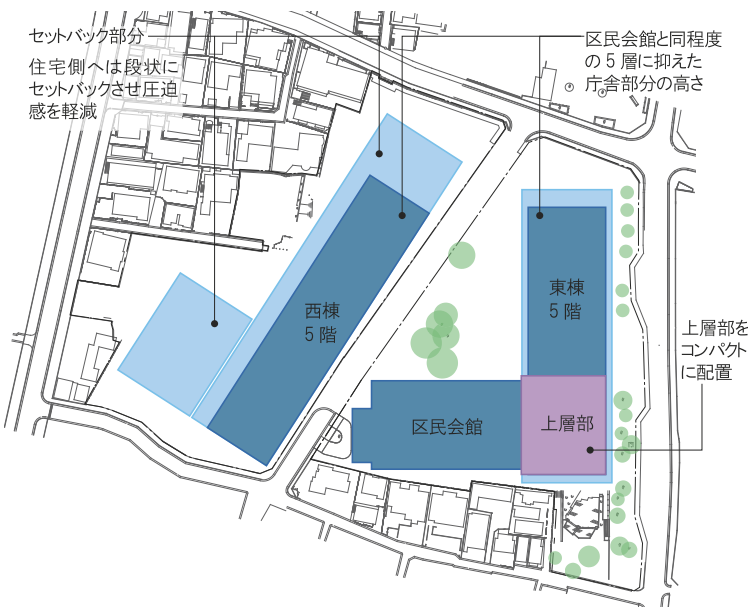 セットバック部分
住宅側へは段状に
セットバックさせ圧迫
感を軽減
区民会館と同程度
の5層に抑えた
庁舎部分の高さ
西棟
5階
東棟
5階
上層部を
コンパクト
に配置
区民会館
上層部